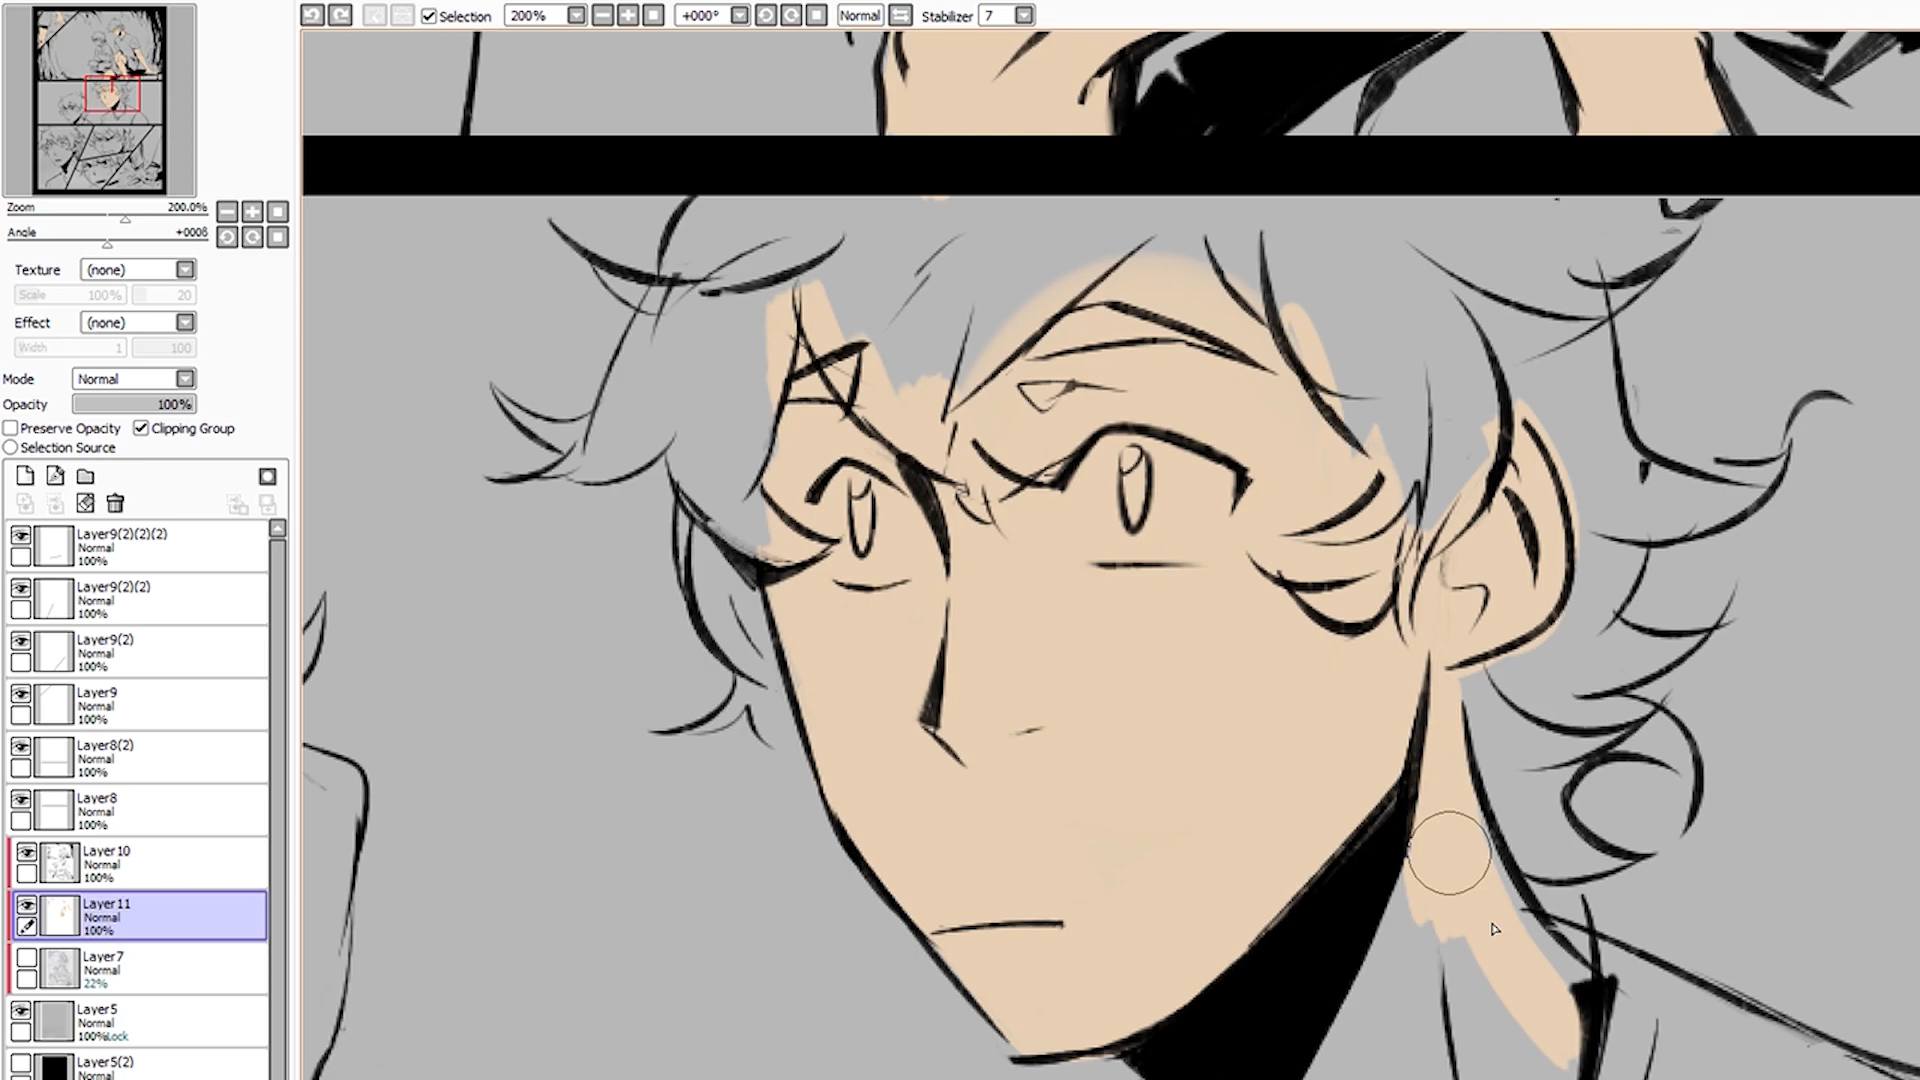 Selection 200% +000° Normal Stabilizer 7
Zoom 200.0%
Angle +000ß
Texture (none)
Scale 100% 20
Effect (none)
Width 1 100
Mode Normal
Opacity 100%
Preserve Opacity Clipping Group
Selection Source
Layer9(2)(2)(2)
Normal
100%
Layer9(2)(2)
Normal
100%
Layer9(2)
Normal
100%
Layer9
Normal
100%
Layer8(2)
Normal
100%
Layer8
Normal
100%
Layer10
Normal
100%
Layer11
Normal
100%
Layer7
Normal
22%
Layer5
Normal
100%Lock
Layer5(2)
Normal